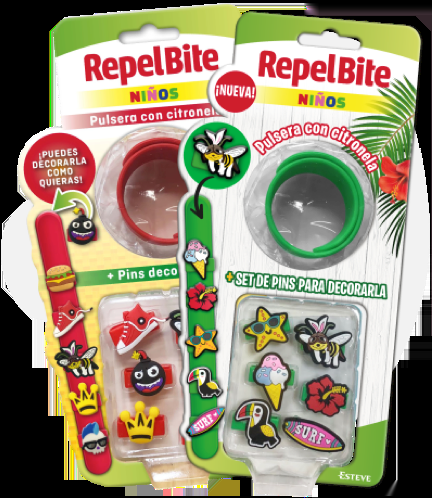 RepelBite
NIÑOS
Pulsera con citronela
¡PUEDES
DECORARLA
COMO
QUIERAS!
+ Pins deco
RepelBite
¡NUEVA!
NIÑOS
Pulsera con citronela
+ SET DE PINS PARA DECORARLA
SURF
SURF
ESTEVE